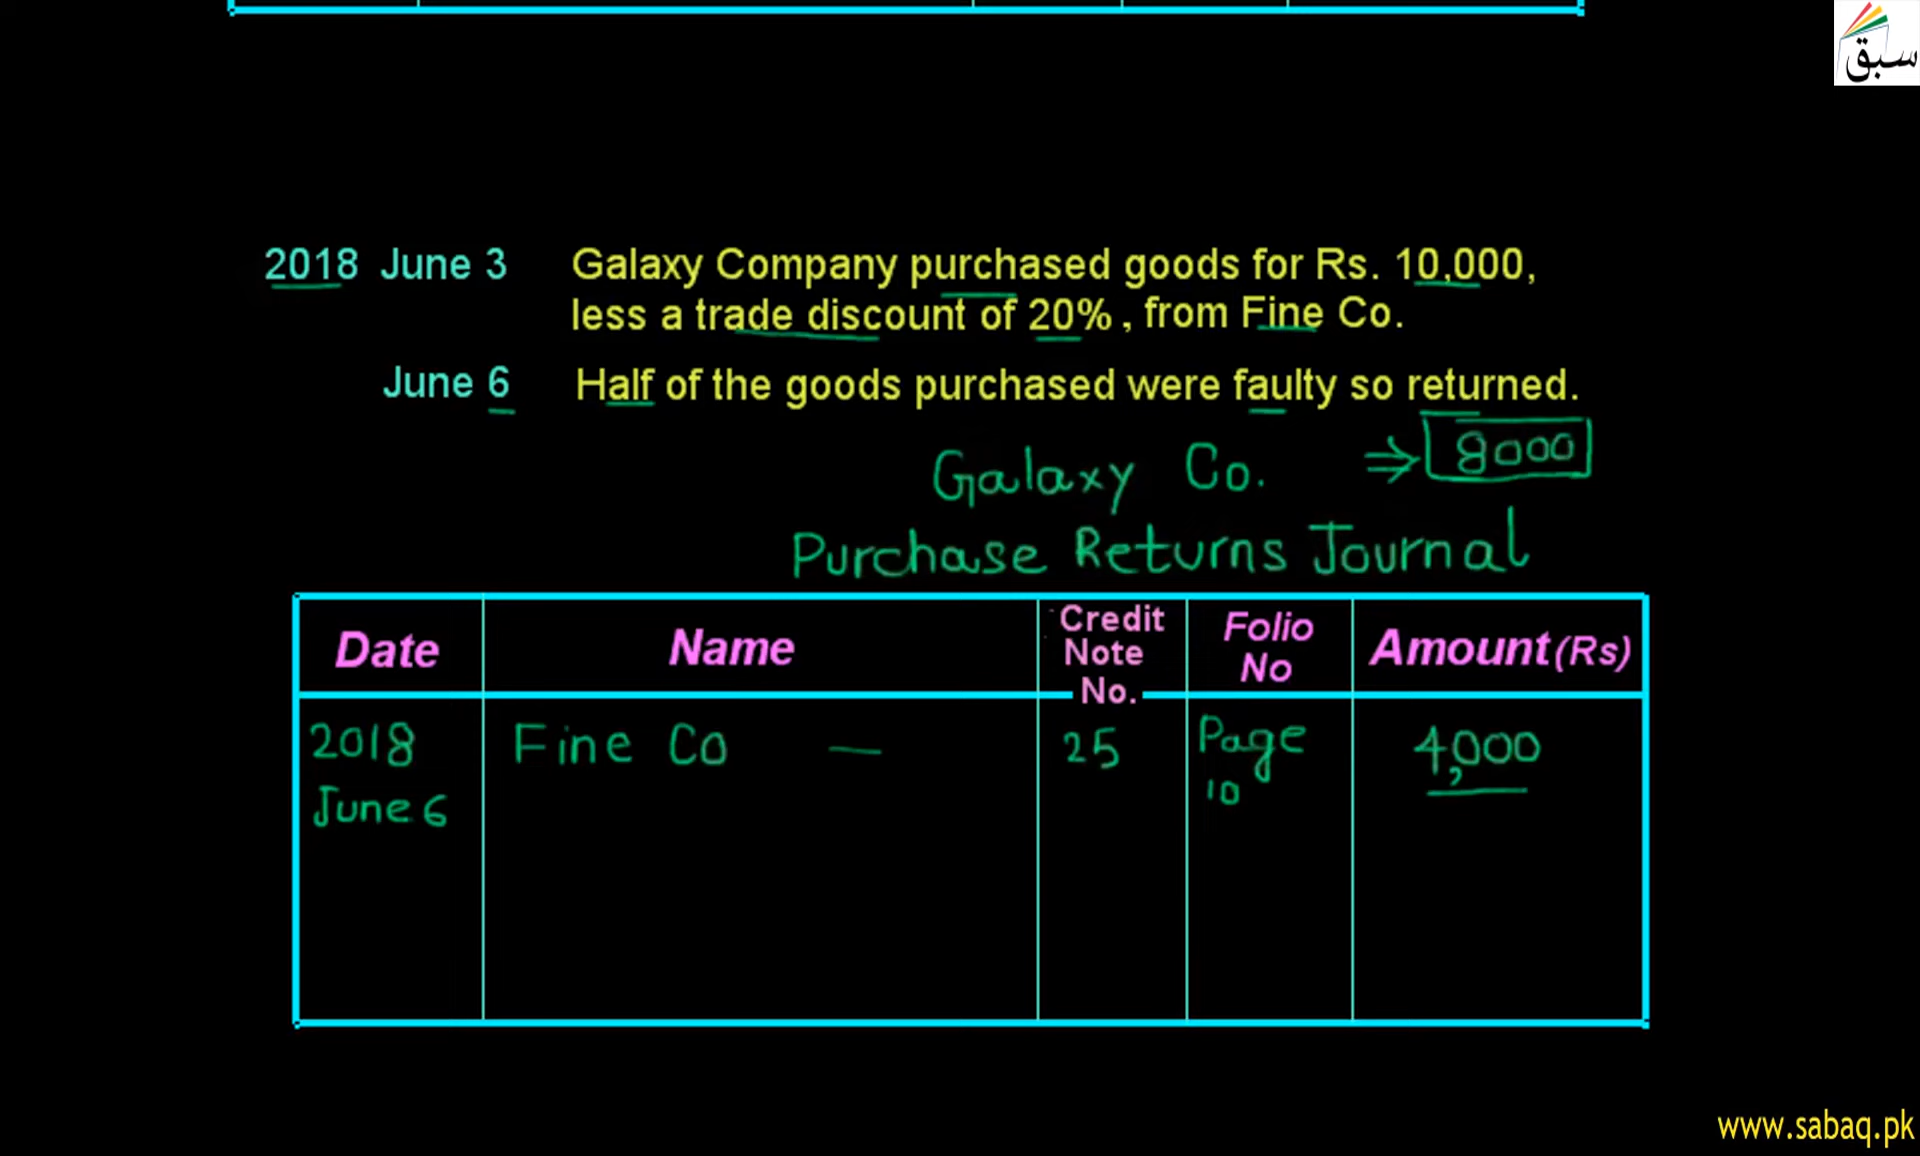 سبق
2018 June 3 Galaxy Company purchased goods for Rs. 10,000,
less a trade discount of 20%, from Fine Co.
June 6 Half of the goods purchased were faulty so returned.
Galaxy Co. ⇒ 8000
Purchase Returns Journal
Date Name Credit Note No. Folio No Amount (Rs)
2018 Fine Co — 25 Page 4,000
June 6 10
www.sabaq.pk